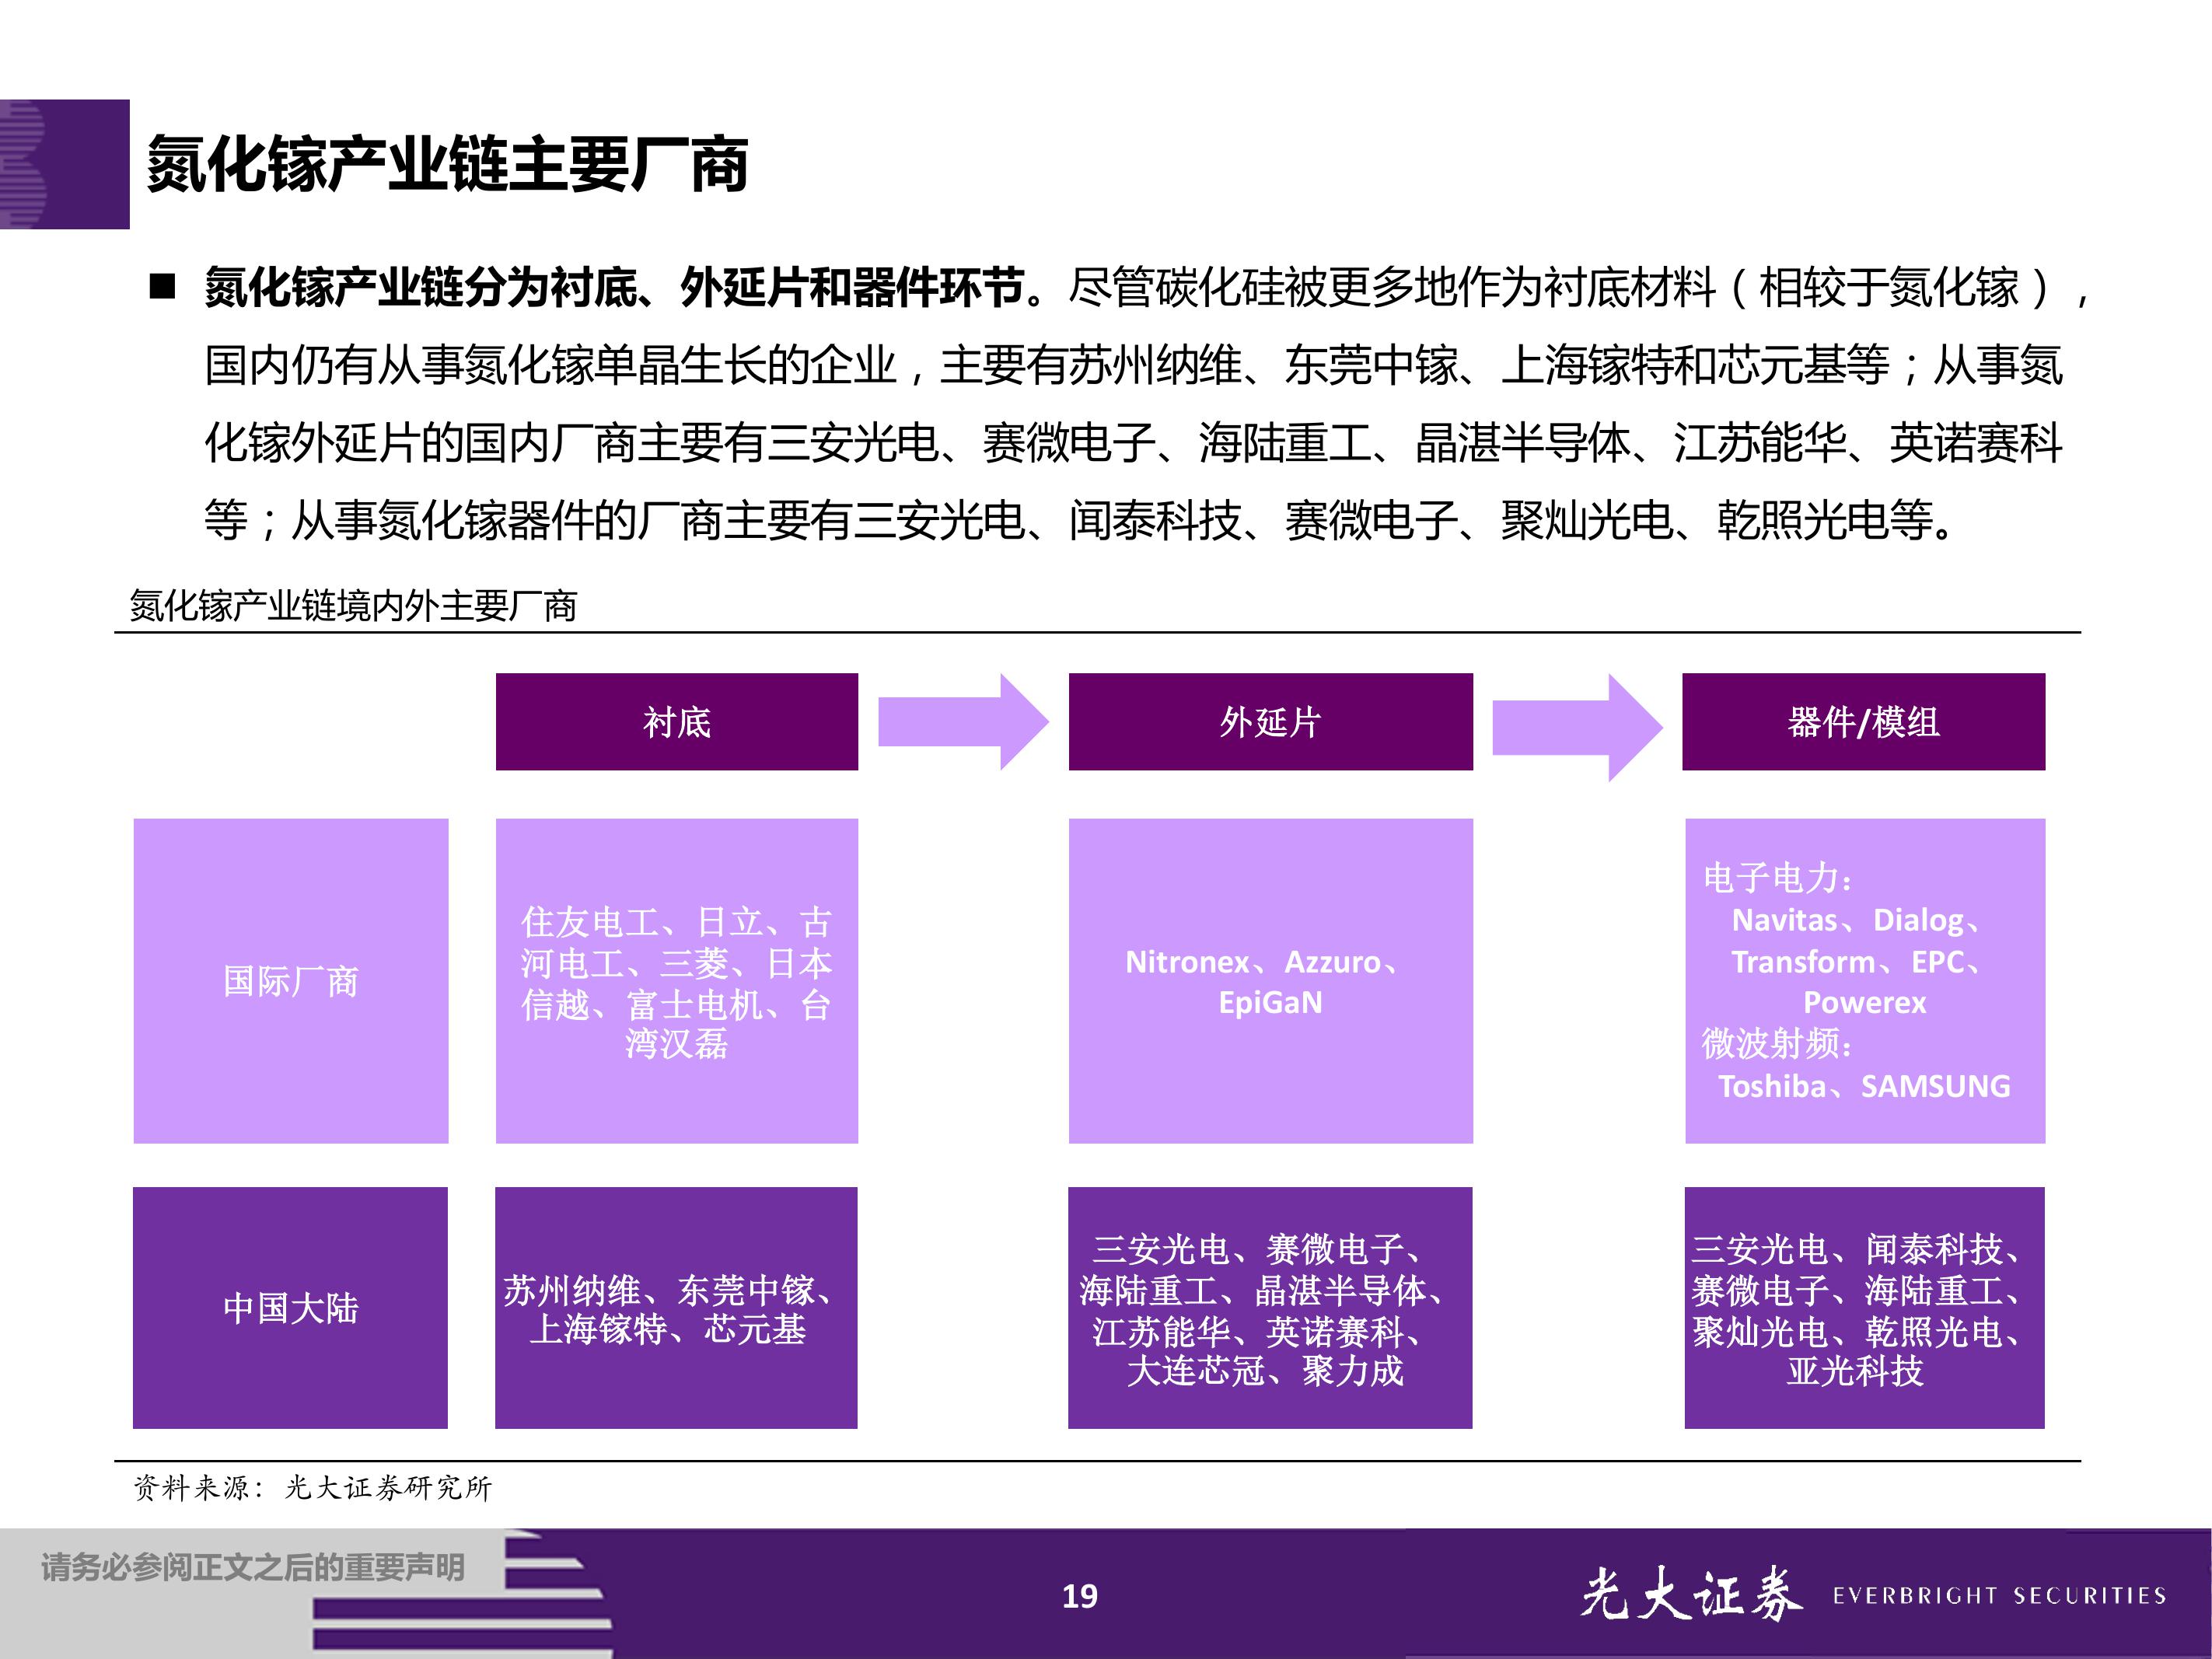 氮化镓产业链主要厂商
■ 氮化镓产业链分为衬底、外延片和器件环节。尽管碳化硅被更多地作为衬底材料（相较于氮化镓），
国内仍有从事氮化镓单晶生长的企业，主要有苏州纳维、东莞中镓、上海镓特和芯元基等；从事氮
化镓外延片的国内厂商主要有三安光电、赛微电子、海陆重工、晶湛半导体、江苏能华、英诺赛科
等；从事氮化镓器件的厂商主要有三安光电、闻泰科技、赛微电子、聚灿光电、乾照光电等。
氮化镓产业链境内外主要厂商
衬底
外延片
器件/模组
国际厂商
住友电工、日立、古
河电工、三菱、日本
信越、富士电机、台
湾汉磊
Nitronex、Azzuro、
EpiGaN
电子电力：
Navitas、Dialog、
Transform、EPC、
Powerex
微波射频：
Toshiba、SAMSUNG
中国大陆
苏州纳维、东莞中镓、
上海镓特、芯元基
三安光电、赛微电子、
海陆重工、晶湛半导体、
江苏能华、英诺赛科、
大连芯冠、聚力成
三安光电、闻泰科技、
赛微电子、海陆重工、
聚灿光电、乾照光电、
亚光科技
资料来源：光大证券研究所
请务必参阅正文之后的重要声明
19
光大证券 EVERBRIGHT SECURITIES